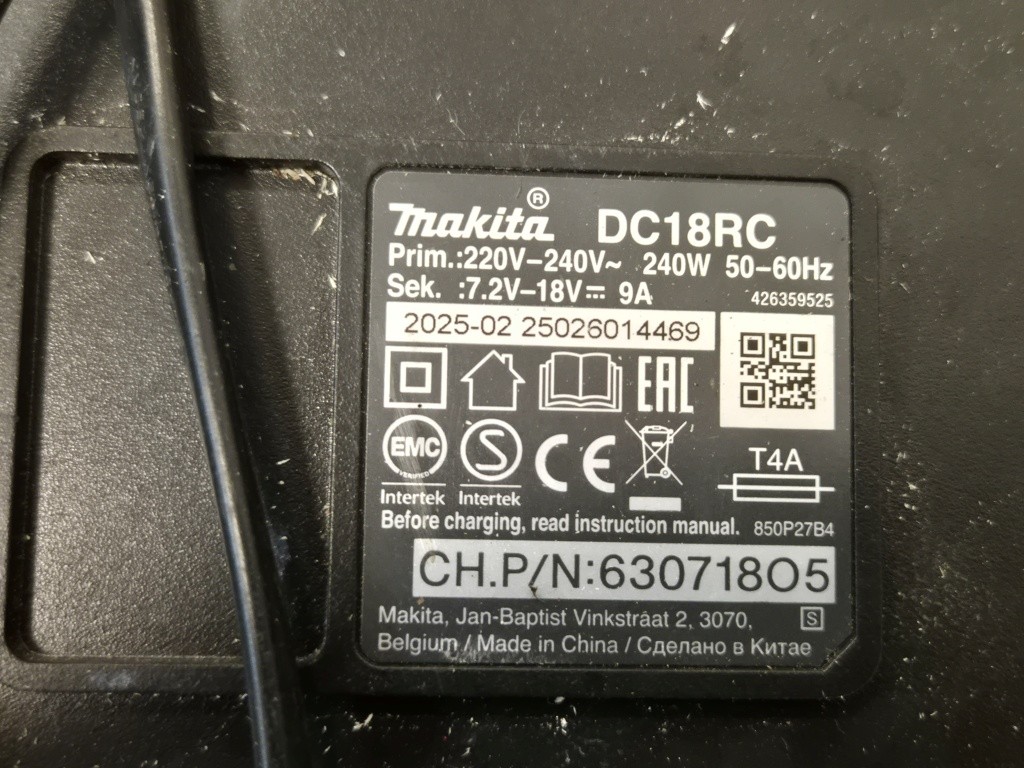 makita® DC18RC
Prim.:220V–240V~ 240W 50–60Hz
Sek. :7.2V–18V⎓ 9A 426359525
2025-02 25026014469
EAC
EMC S CE T4A
VERIFIED
Intertek Intertek
Before charging, read instruction manual. 850P27B4
CH.P/N:630718O5
Makita, Jan-Baptist Vinkstraat 2, 3070, S
Belgium / Made in China / Сделано в Китае